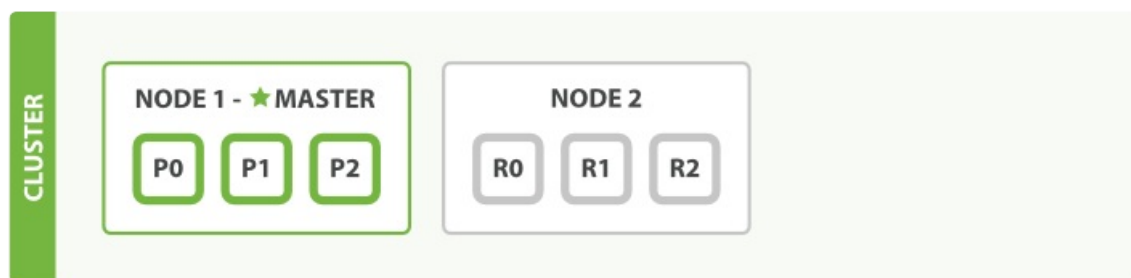 CLUSTER
NODE 1 - ★ MASTER
P0 P1 P2
NODE 2
R0 R1 R2